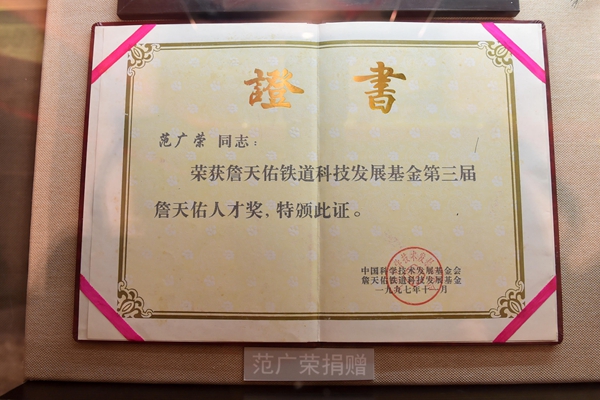 證書
范广荣 同志：
荣获詹天佑铁道科技发展基金第三届
詹天佑人才奖，特颁此证。
中国科学技术发展基金会
詹天佑铁道科技发展基金
一九九七年十一月
范广荣捐赠